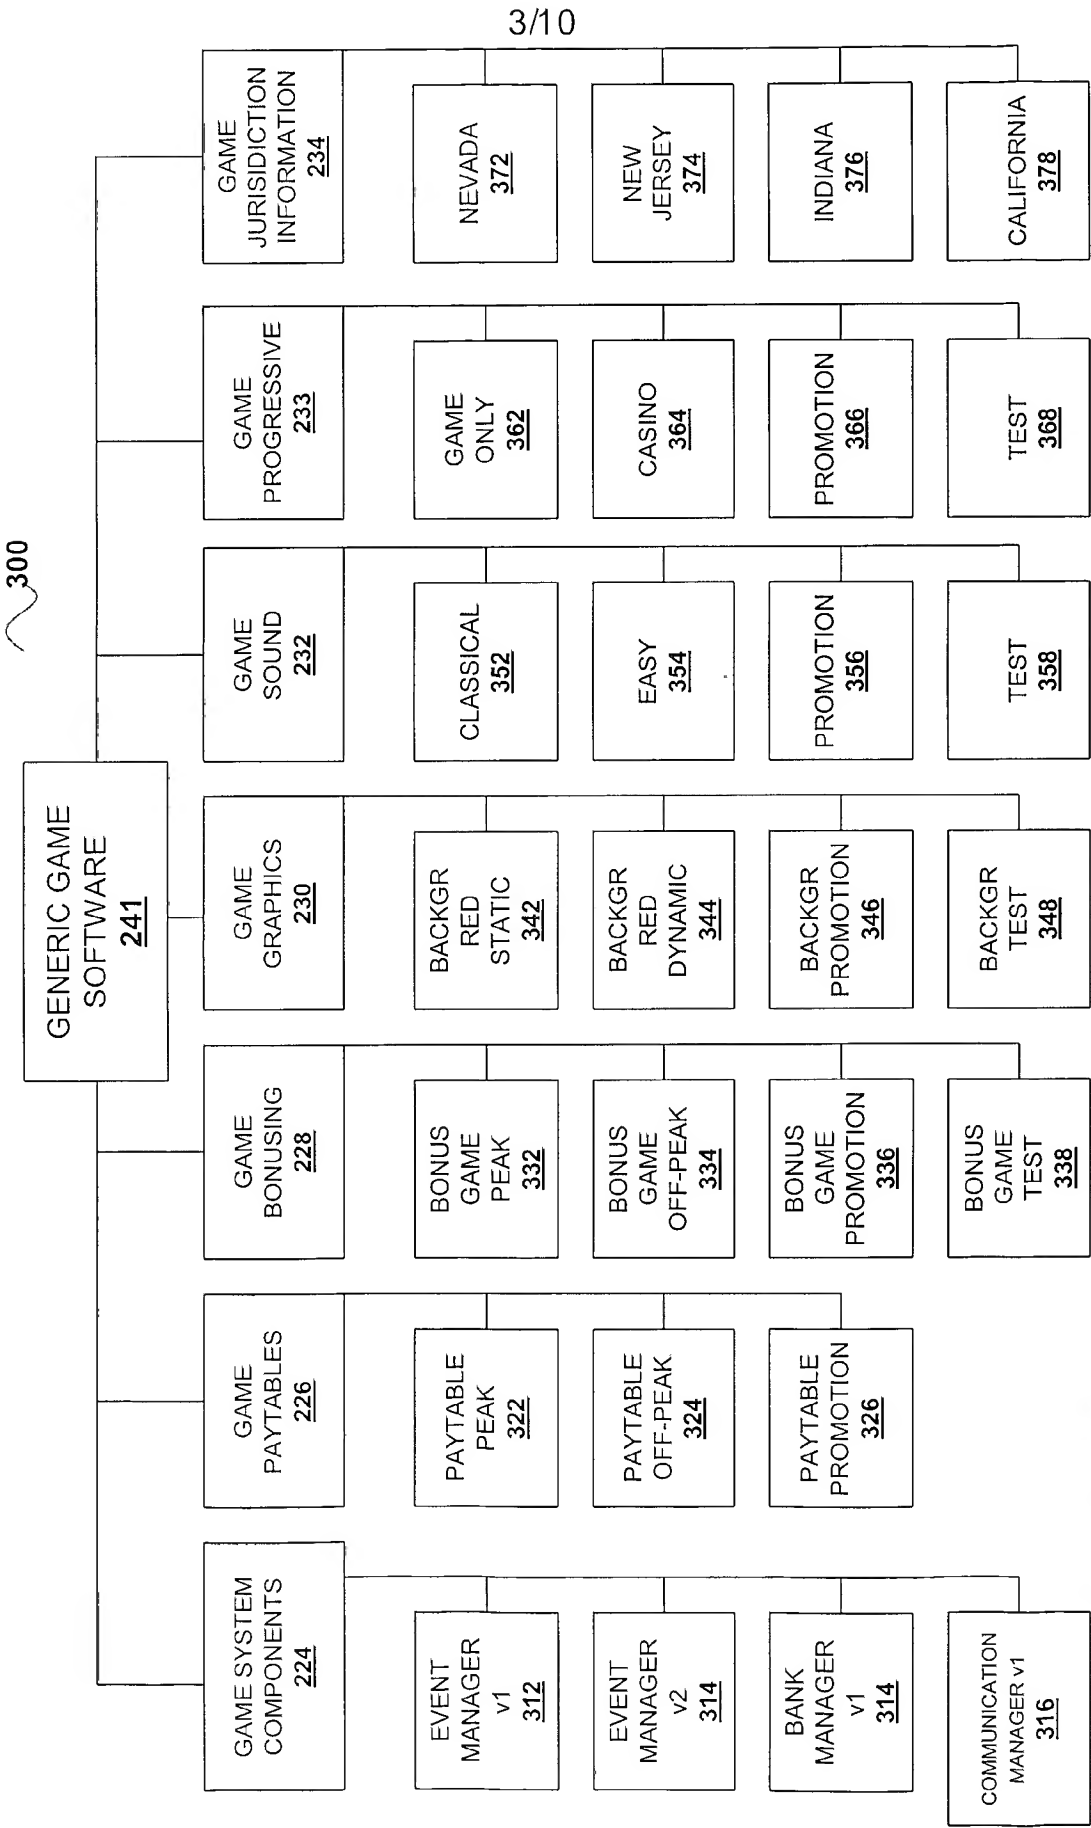 3/10
300
GENERIC GAME
SOFTWARE
241
GAME SYSTEM
COMPONENTS
224
EVENT
MANAGER
v1
312
EVENT
MANAGER
v2
314
BANK
MANAGER
v1
314
COMMUNICATION
MANAGER v1
316
GAME
PAYTABLES
226
PAYTABLE
PEAK
322
PAYTABLE
OFF-PEAK
324
PAYTABLE
PROMOTION
326
GAME
BONUSING
228
BONUS
GAME
PEAK
332
BONUS
GAME
OFF-PEAK
334
BONUS
GAME
PROMOTION
336
BONUS
GAME
TEST
338
GAME
GRAPHICS
230
BACKGR
RED
STATIC
342
BACKGR
RED
DYNAMIC
344
BACKGR
PROMOTION
346
BACKGR
TEST
348
GAME
SOUND
232
CLASSICAL
352
EASY
354
PROMOTION
356
TEST
358
GAME
PROGRESSIVE
233
GAME
ONLY
362
CASINO
364
PROMOTION
366
TEST
368
GAME
JURISIDICTION
INFORMATION
234
NEVADA
372
NEW
JERSEY
374
INDIANA
376
CALIFORNIA
378